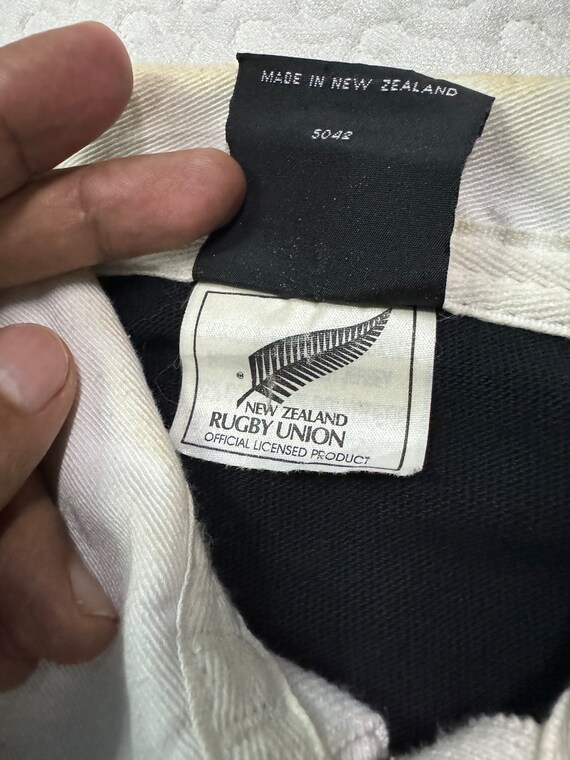 MADE IN NEW ZEALAND
5042
NEW ZEALAND
RUGBY UNION
OFFICIAL LICENSED PRODUCT